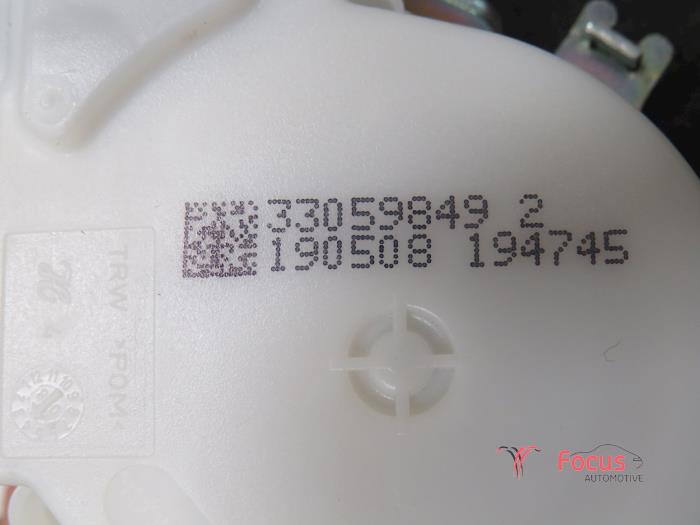 33059849 2
190508 194745
TRW >POM<
Focus
AUTOMOTIVE